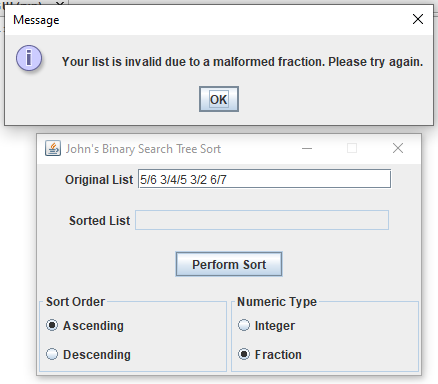 Message
Your list is invalid due to a malformed fraction. Please try again.
OK
John's Binary Search Tree Sort
Original List 5/6 3/4/5 3/2 6/7
Sorted List
Perform Sort
Sort Order Numeric Type
Ascending Integer
Descending Fraction